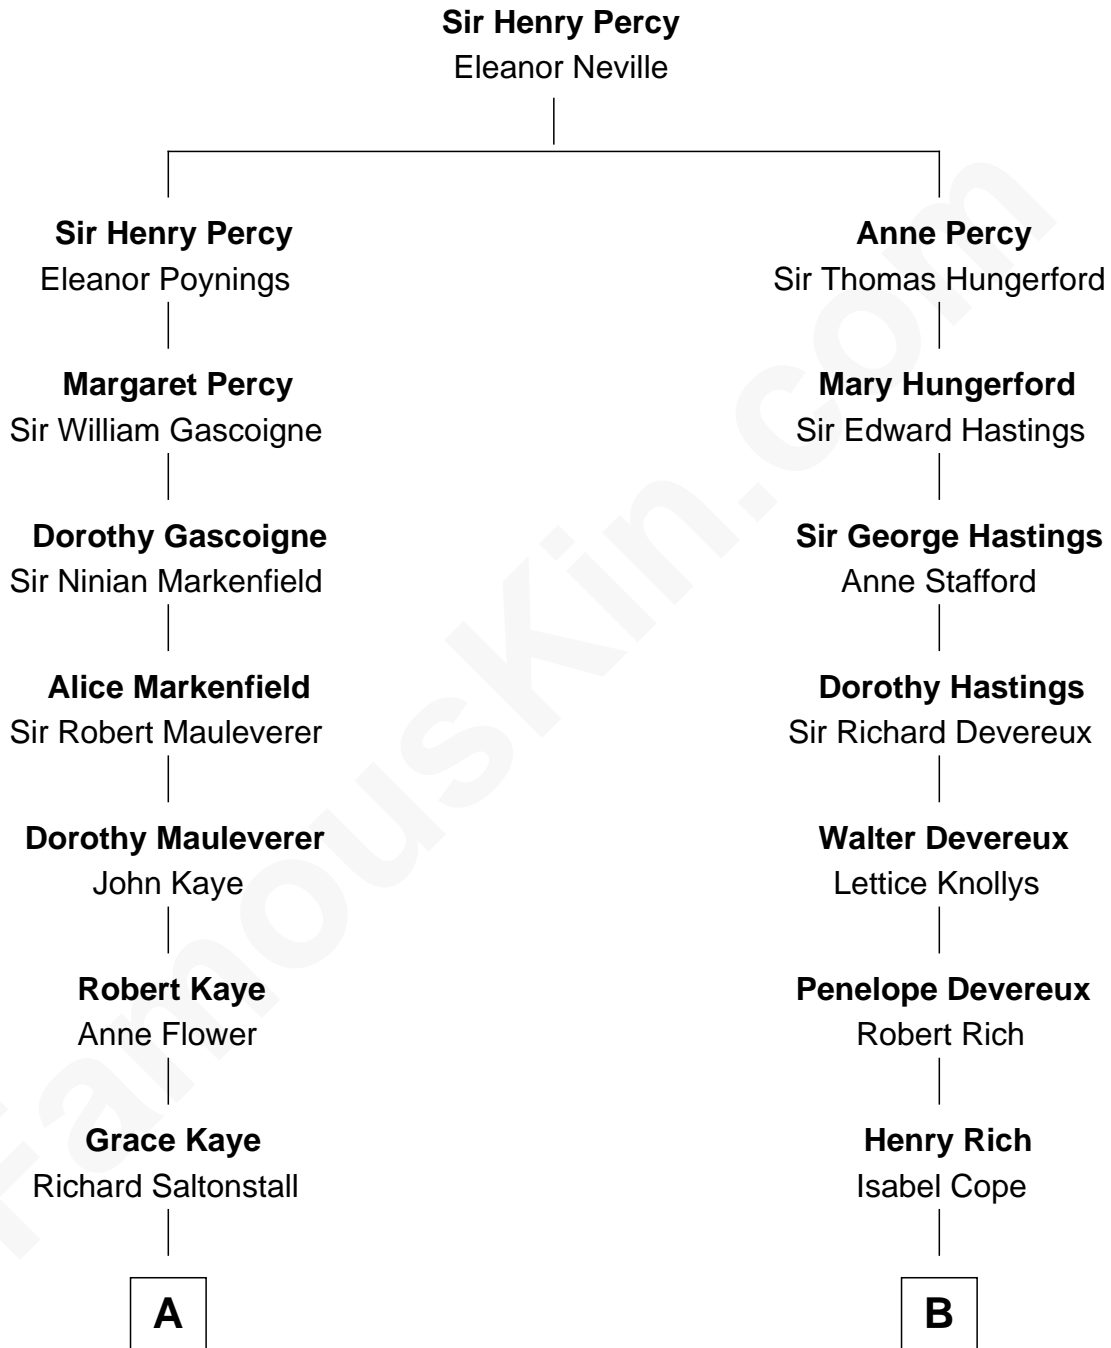 Sir Henry Percy
Eleanor Neville
Sir Henry Percy
Eleanor Poynings
Anne Percy
Sir Thomas Hungerford
Margaret Percy
Sir William Gascoigne
Mary Hungerford
Sir Edward Hastings
Dorothy Gascoigne
Sir Ninian Markenfield
Sir George Hastings
Anne Stafford
Alice Markenfield
Sir Robert Mauleverer
Dorothy Hastings
Sir Richard Devereux
Dorothy Mauleverer
John Kaye
Walter Devereux
Lettice Knollys
Robert Kaye
Anne Flower
Penelope Devereux
Robert Rich
Grace Kaye
Richard Saltonstall
Henry Rich
Isabel Cope
A
B
FamousKin.com